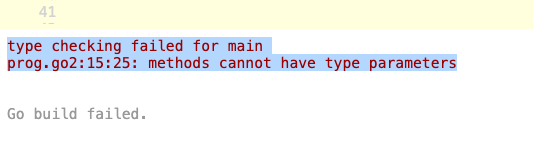 41
type checking failed for main
prog.go2:15:25: methods cannot have type parameters
Go build failed.